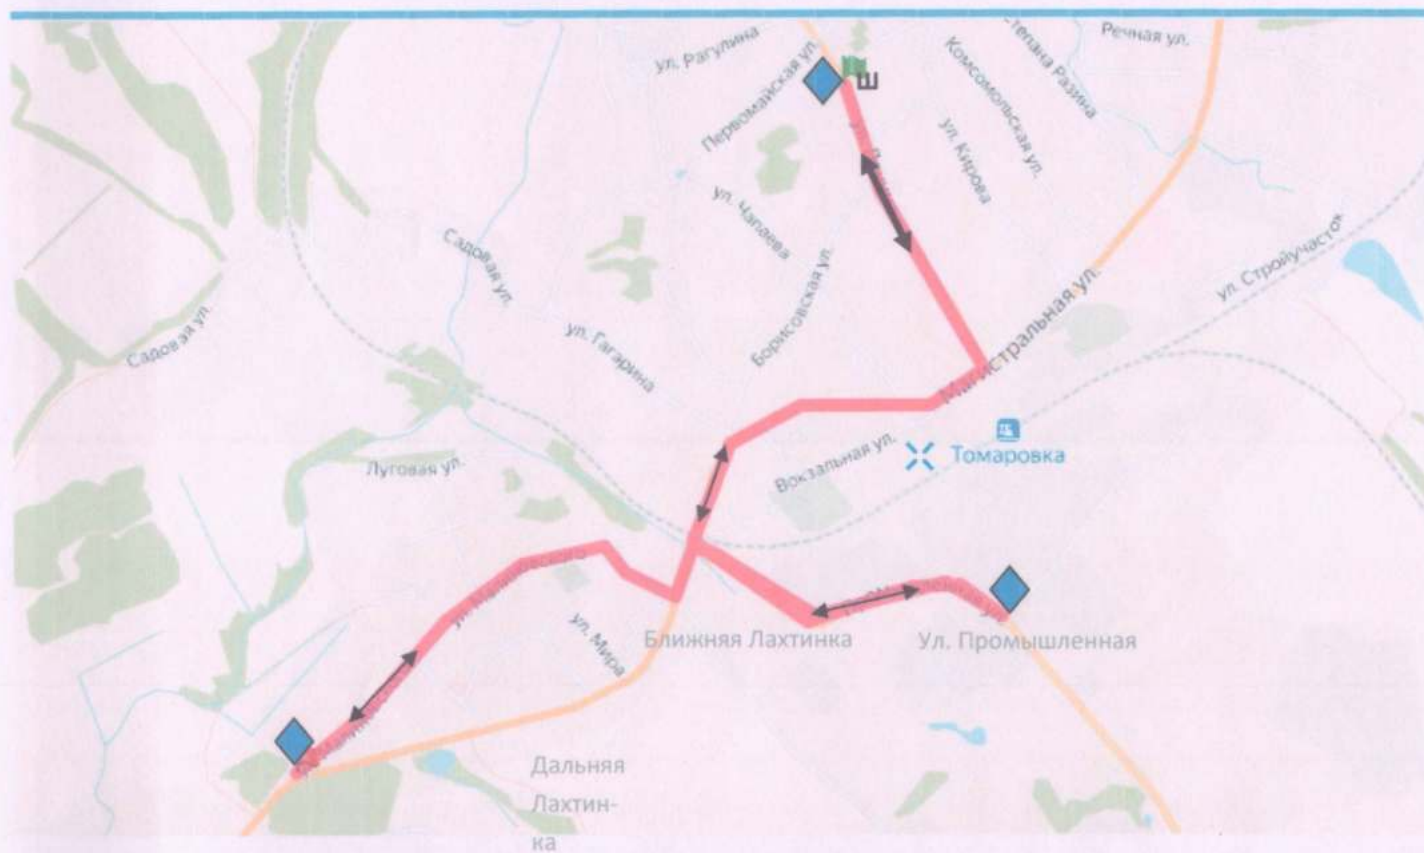 Речная ул.
Степана Разина
ул. Рагулина
Первомайская ул.
Комсомольская ул.
Е
ул. Кирова
ул. Чапаева
Садовая ул.
Борисовская ул.
ул. Стройучасток
Садовая ул.
ул. Гагарина
Магистральная ул.
Луговая ул.
Вокзальная ул.
Томаровка
ул. Мира
Ближняя Лахтинка
Ул. Промышленная
Дальняя
Лахтин-
ка